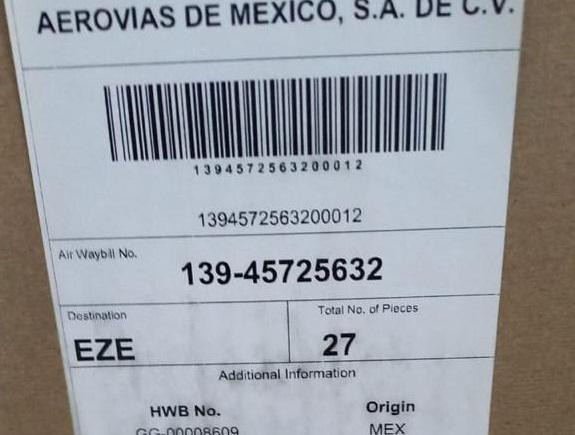 AEROVIAS DE MEXICO, S.A. DE C.V.
1394572563200012
1394572563200012
Air Waybill No.
139-45725632
Destination
Total No. of Pieces
EZE
27
Additional Information
HWB No.
Origin
GG-00008609
MEX